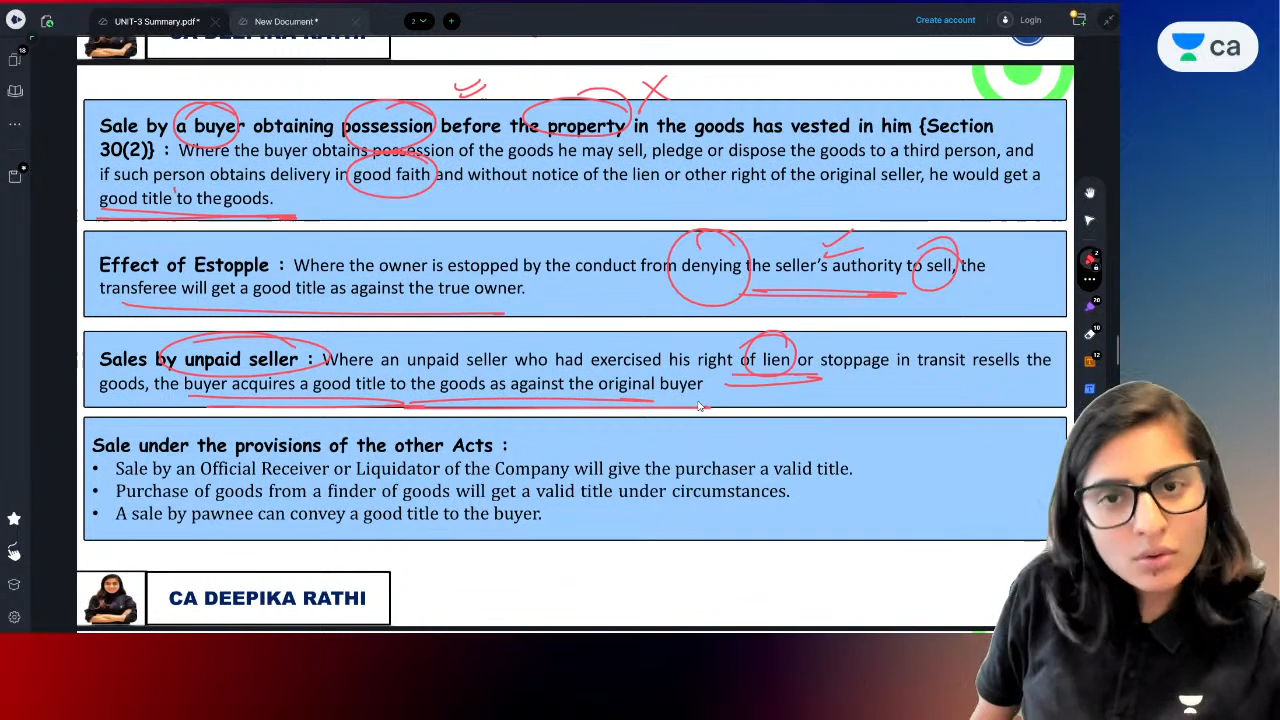 UNIT-3 Summary.pdf*
New Document*
2
Create account
Login
ca
18
CA DEEPIKA RATHI
Sale by a buyer obtaining possession before the property in the goods has vested in him {Section
30(2)} : Where the buyer obtains possession of the goods he may sell, pledge or dispose the goods to a third person, and
if such person obtains delivery in good faith and without notice of the lien or other right of the original seller, he would get a
good title to the goods.
Effect of Estopple : Where the owner is estopped by the conduct from denying the seller's authority to sell, the
transferee will get a good title as against the true owner.
Sales by unpaid seller : Where an unpaid seller who had exercised his right of lien or stoppage in transit resells the
goods, the buyer acquires a good title to the goods as against the original buyer
Sale under the provisions of the other Acts :
• Sale by an Official Receiver or Liquidator of the Company will give the purchaser a valid title.
• Purchase of goods from a finder of goods will get a valid title under circumstances.
• A sale by pawnee can convey a good title to the buyer.
CA DEEPIKA RATHI
2
20
10
12